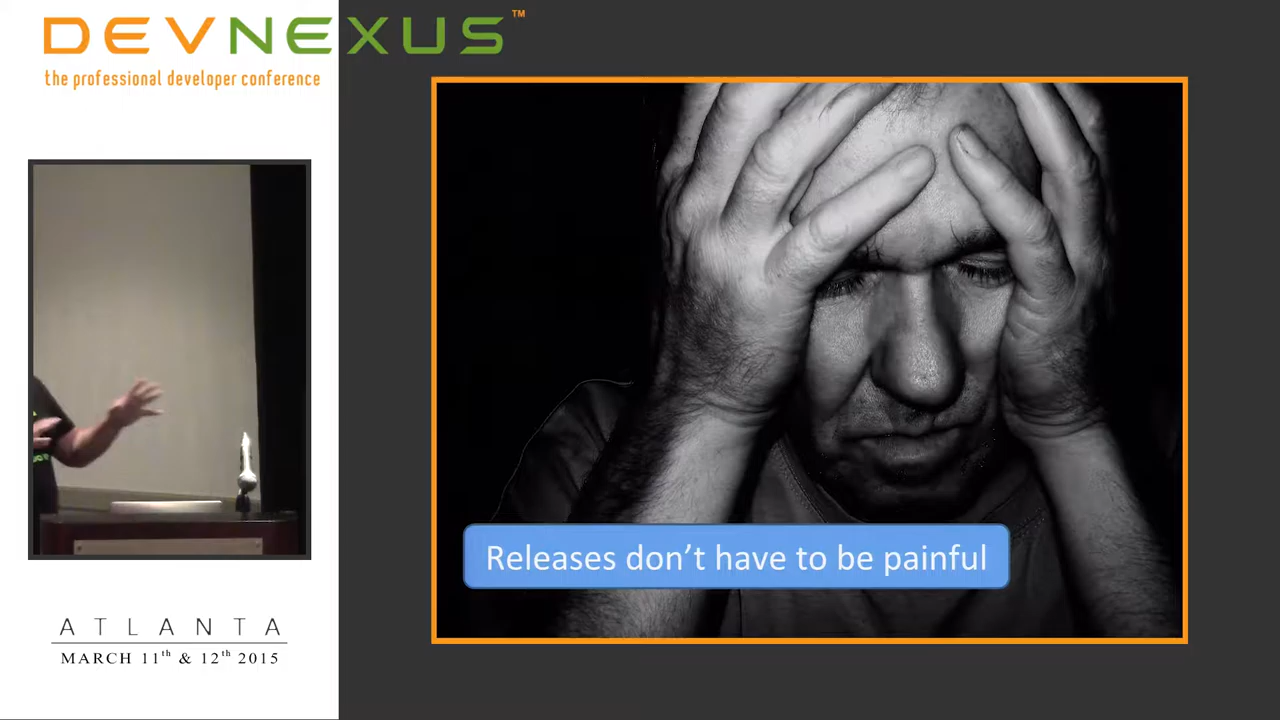 DEVNEXUS™
the professional developer conference
Releases don't have to be painful
ATLANTA
MARCH 11th & 12th 2015